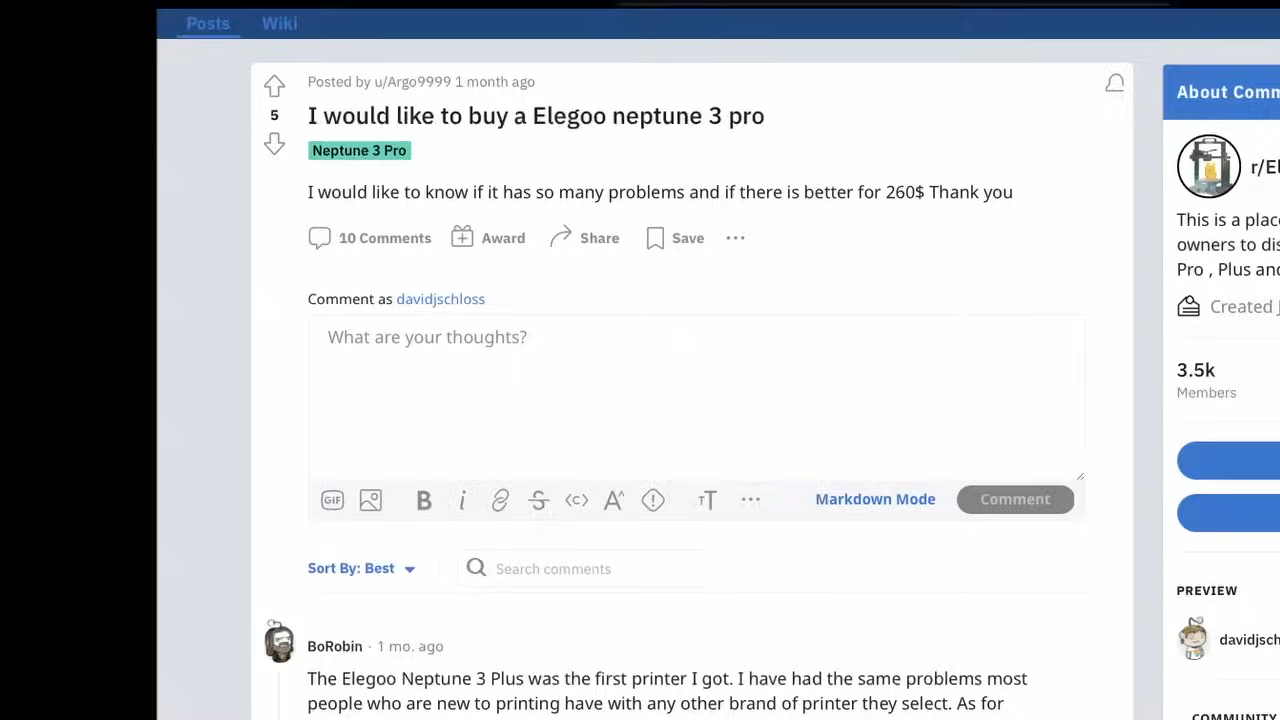 Posts Wiki
Posted by u/Argo9999 1 month ago
5
I would like to buy a Elegoo neptune 3 pro
Neptune 3 Pro
I would like to know if it has so many problems and if there is better for 260$ Thank you
10 Comments Award Share Save
Comment as davidjschloss
What are your thoughts?
GIF B i <c> A^ TT Markdown Mode Comment
Sort By: Best Search comments
BoRobin · 1 mo. ago
The Elegoo Neptune 3 Plus was the first printer I got. I have had the same problems most
people who are new to printing have with any other brand of printer they select. As for
About Comm
r/El
This is a plac
owners to dis
Pro , Plus and
Created J
3.5k
Members
PREVIEW
davidjsch
COMMUNITY